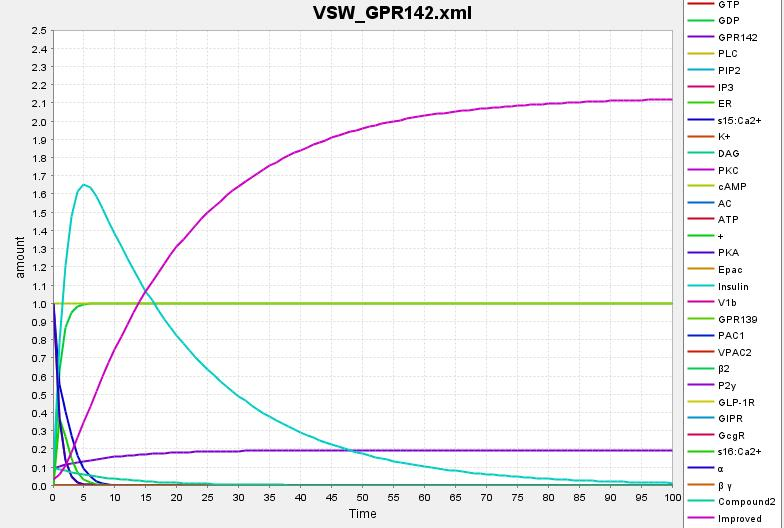 VSW_GPR142.xml
2.5
2.4
2.3
2.2
2.1
2.0
1.9
1.8
1.7
1.6
1.5
1.4
1.3
1.2
1.1
1.0
0.9
0.8
0.7
0.6
0.5
0.4
0.3
0.2
0.1
0.0
amount
0 5 10 15 20 25 30 35 40 45 50 55 60 65 70 75 80 85 90 95 100
Time
GTP
GDP
GPR142
PLC
PIP2
IP3
ER
s15:Ca2+
K+
DAG
PKC
cAMP
AC
ATP
+
PKA
Epac
Insulin
V1b
GPR139
PAC1
VPAC2
β2
P2y
GLP-1R
GIPR
GcgR
s16:Ca2+
α
β γ
Compound2
Improved